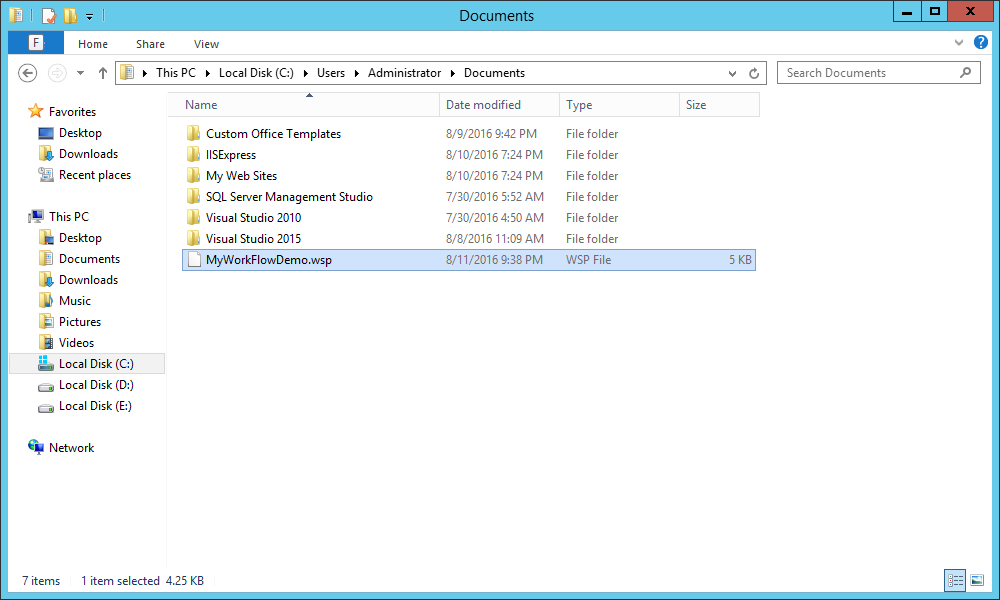 Documents
F Home Share View
This PC Local Disk (C:) Users Administrator Documents Search Documents
Name Date modified Type Size
Favorites
Desktop
Downloads
Recent places
This PC
Desktop
Documents
Downloads
Music
Pictures
Videos
Local Disk (C:)
Local Disk (D:)
Local Disk (E:)
Network
Custom Office Templates 8/9/2016 9:42 PM File folder
IISExpress 8/10/2016 7:24 PM File folder
My Web Sites 8/10/2016 7:24 PM File folder
SQL Server Management Studio 7/30/2016 5:52 AM File folder
Visual Studio 2010 7/30/2016 4:50 AM File folder
Visual Studio 2015 8/8/2016 11:09 AM File folder
MyWorkFlowDemo.wsp 8/11/2016 9:38 PM WSP File 5 KB
7 items 1 item selected 4.25 KB